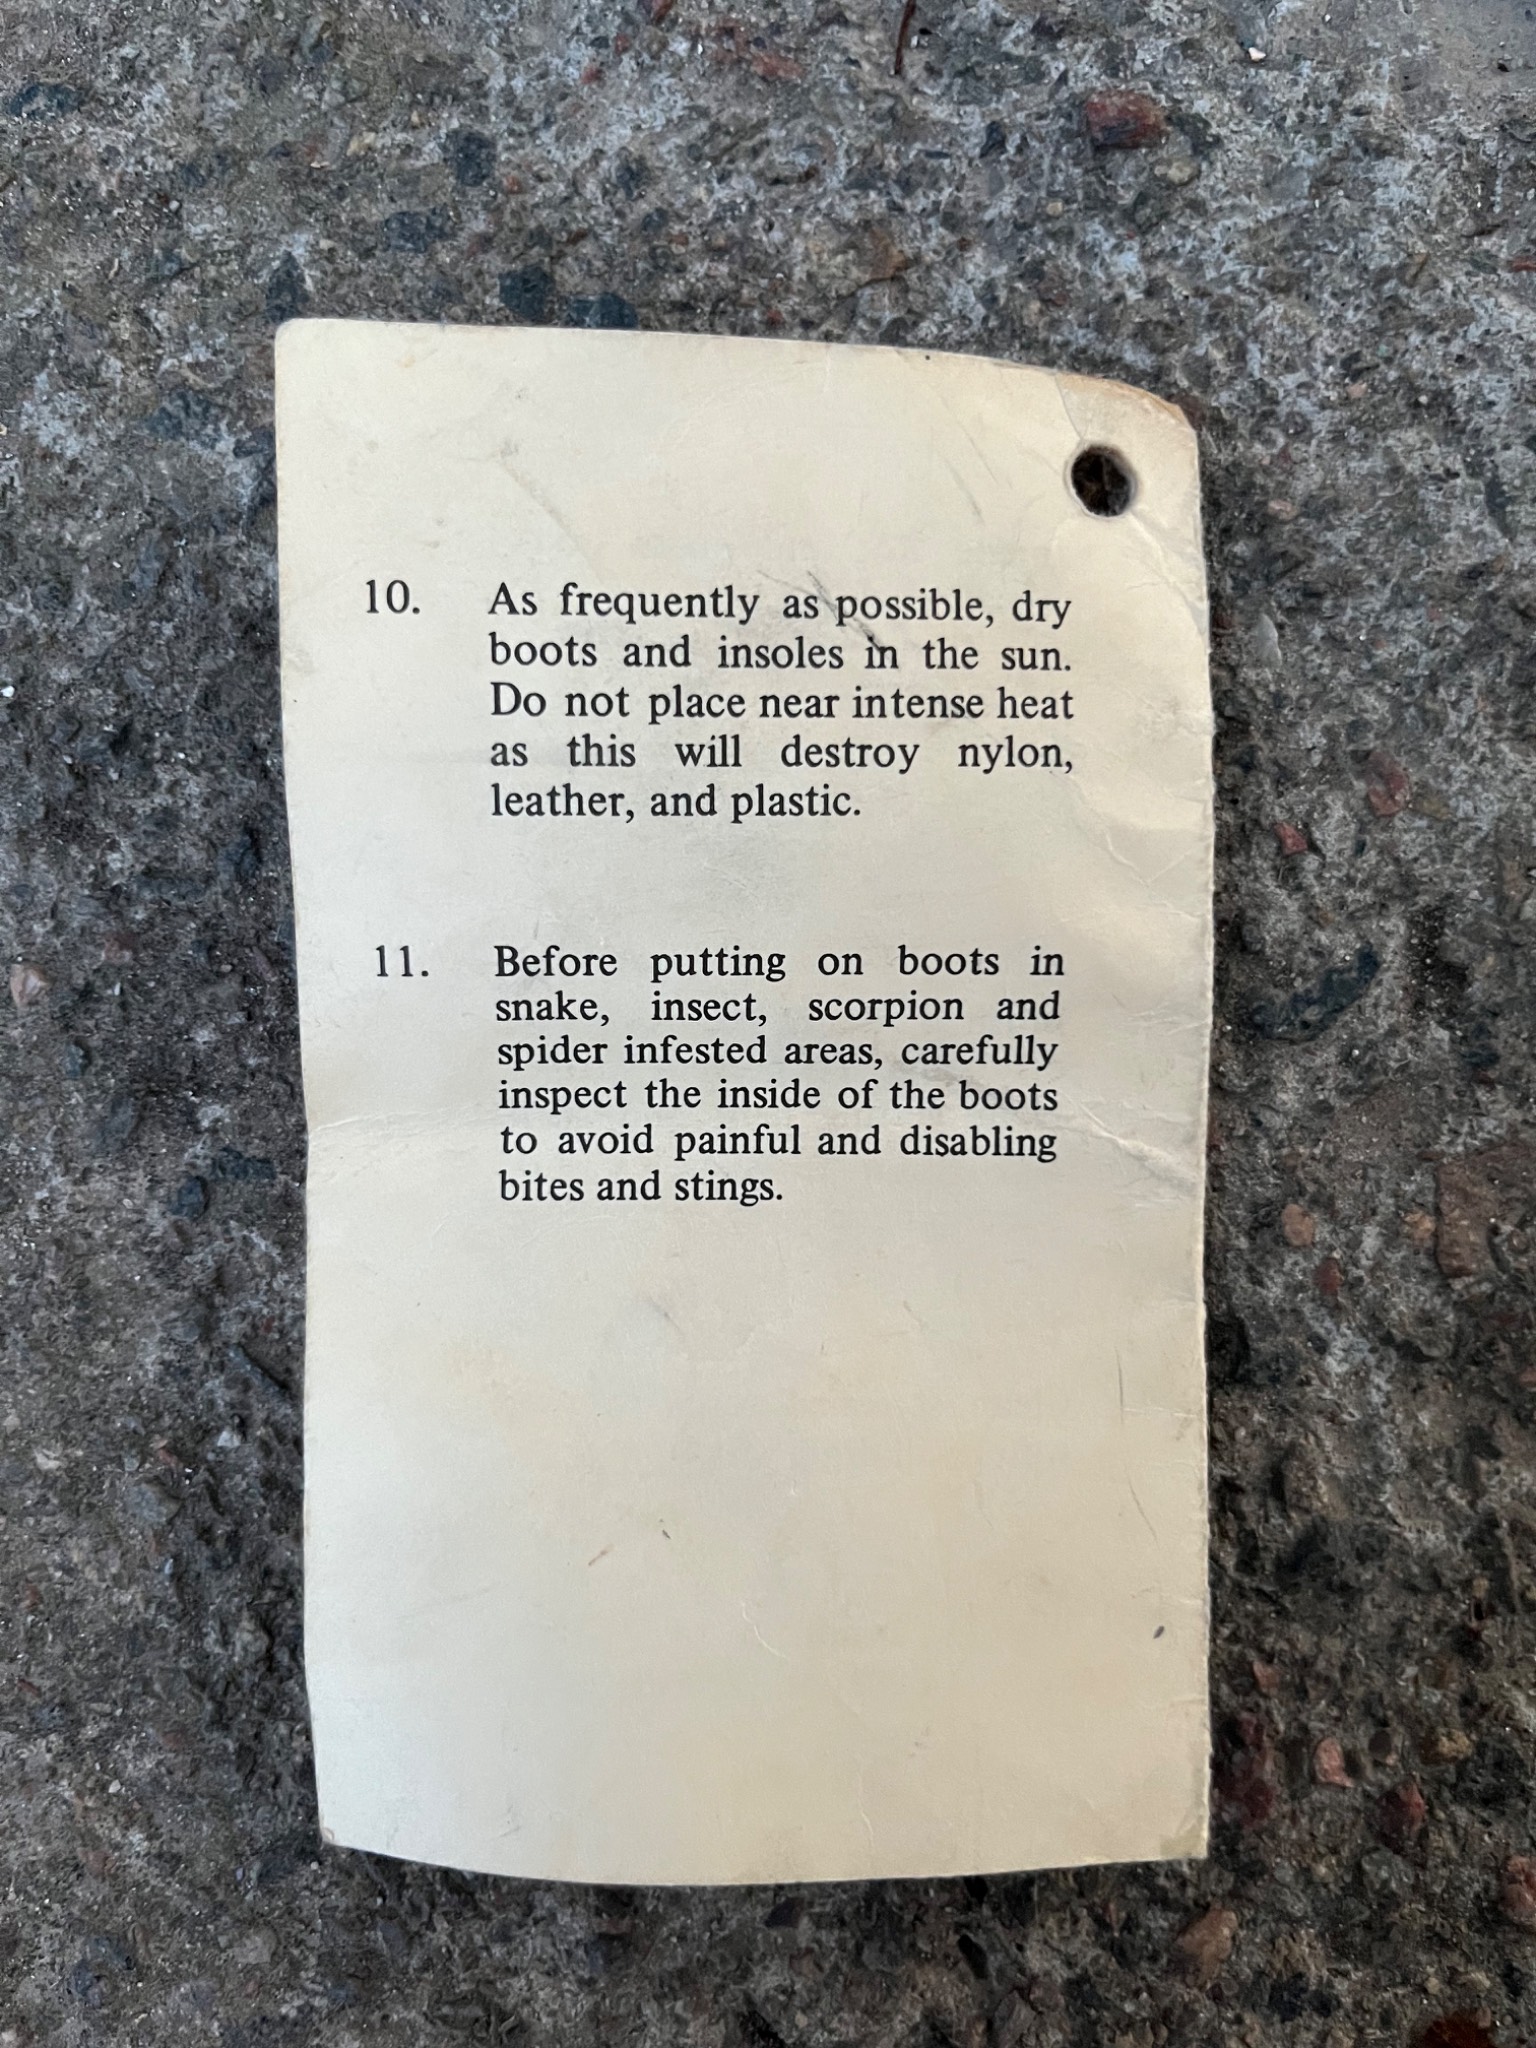 10. As frequently as possible, dry
boots and insoles in the sun.
Do not place near intense heat
as this will destroy nylon,
leather, and plastic.
11. Before putting on boots in
snake, insect, scorpion and
spider infested areas, carefully
inspect the inside of the boots
to avoid painful and disabling
bites and stings.